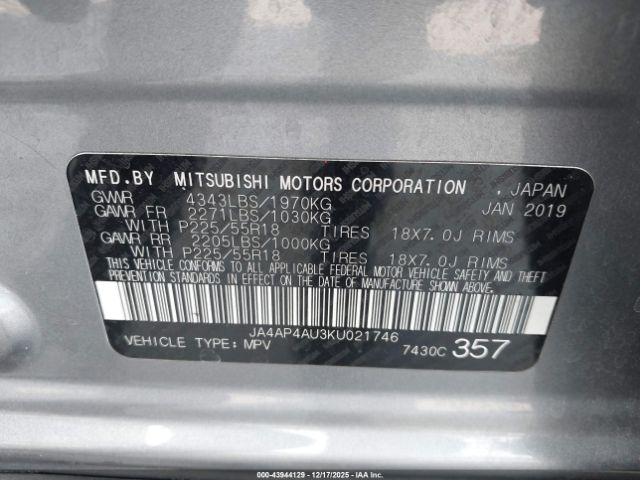 MFD.BY MITSUBISHI MOTORS CORPORATION , JAPAN
GVWR 4343LBS/1970KG JAN 2019
GAWR FR 2271LBS/1030KG
WITH P225/55R18 TIRES 18X7.0J RIMS
GAWR RR 2205LBS/1000KG
WITH P225/55R18 TIRES 18X7.0J RIMS
THIS VEHICLE CONFORMS TO ALL APPLICABLE FEDERAL MOTOR VEHICLE SAFETY AND THEFT
PREVENTION STANDARDS IN EFFECT ON THE DATE OF MANUFACTURE SHOWN ABOVE.
JA4AP4AU3KU021746
VEHICLE TYPE: MPV 7430C 357
000-43944129 - 12/17/2025 - IAAI.CA